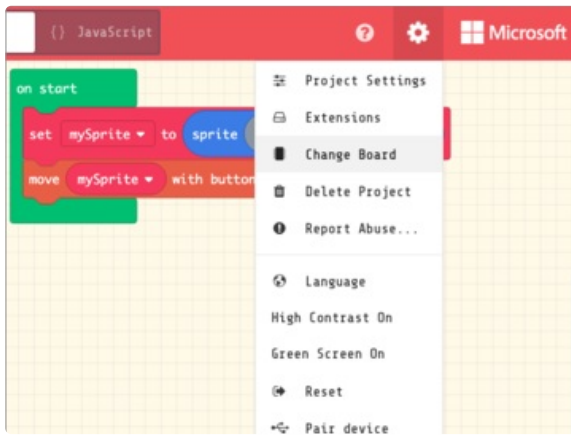 {} JavaScript
Microsoft
on start
set mySprite to sprite
move mySprite with button
Project Settings
Extensions
Change Board
Delete Project
Report Abuse...
Language
High Contrast On
Green Screen On
Reset
Pair device